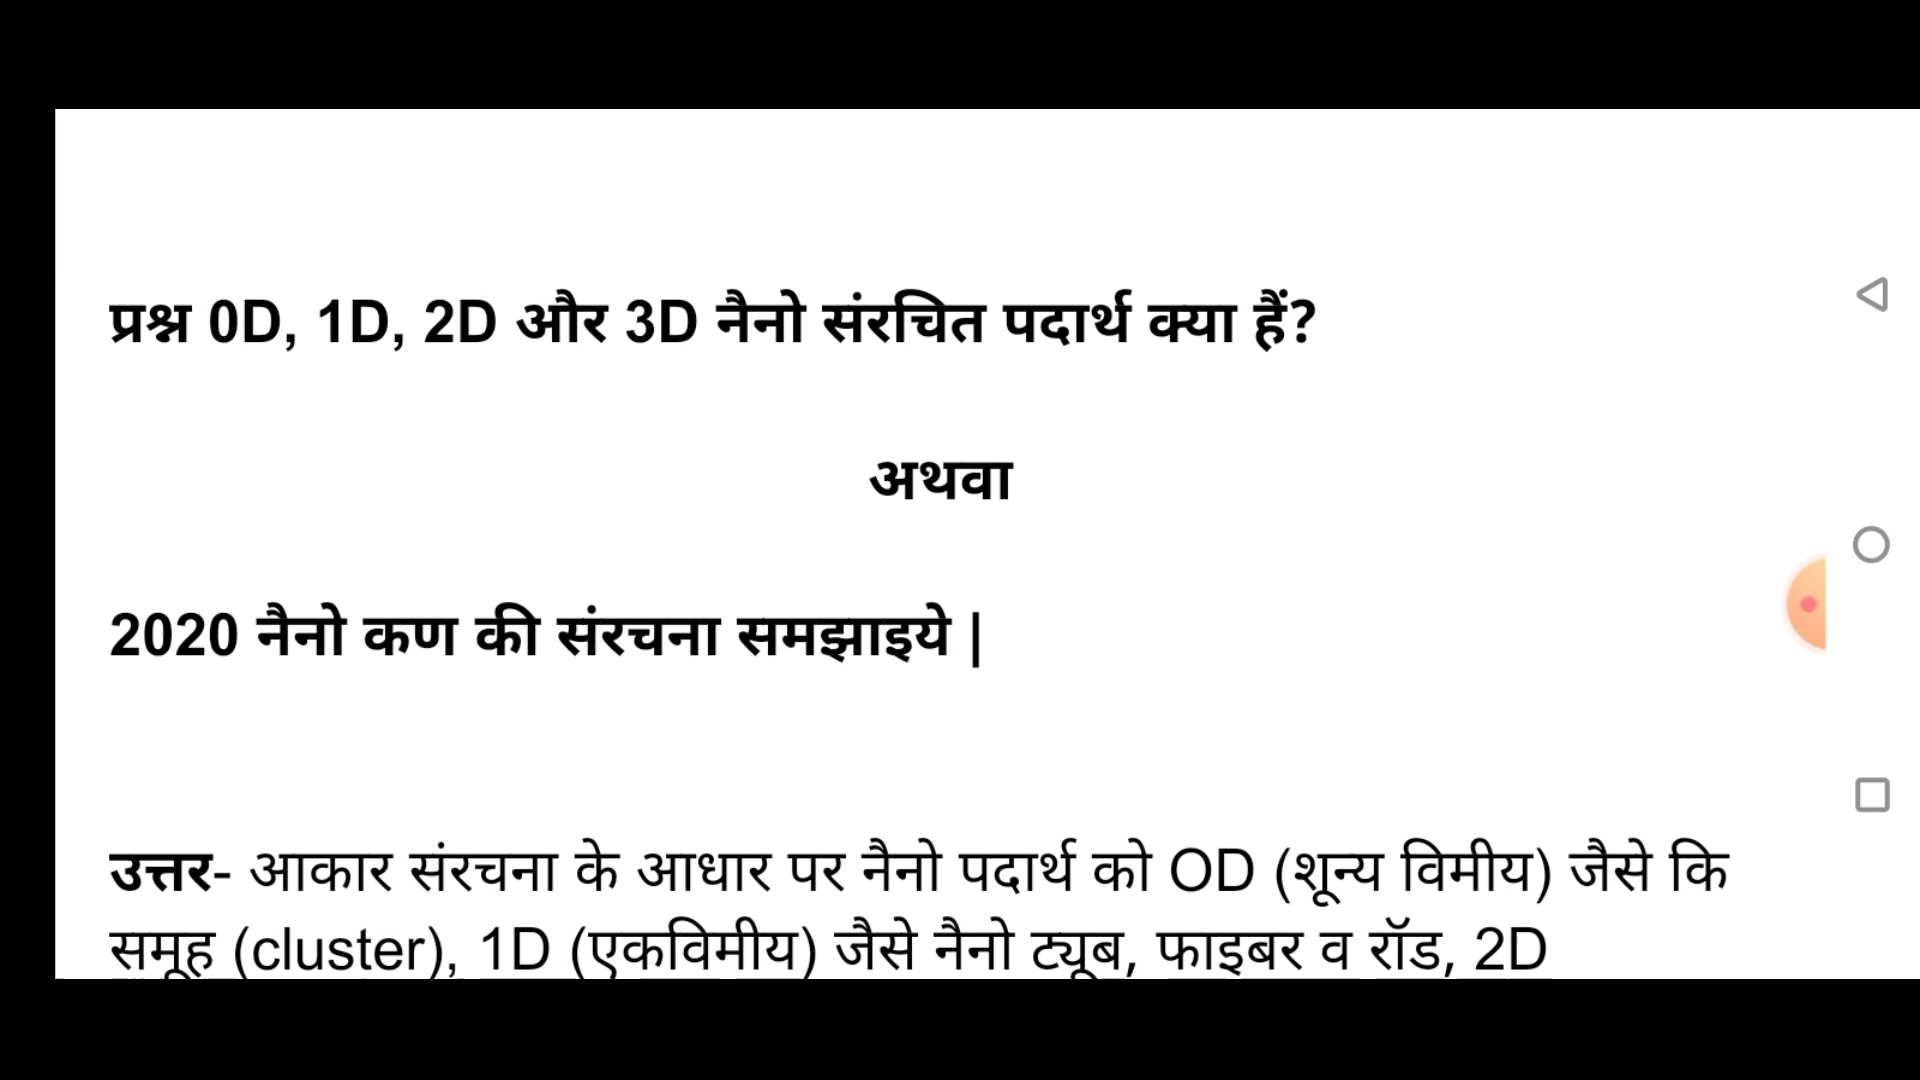 प्रश्न 0D, 1D, 2D और 3D नैनो संरचित पदार्थ क्या हैं?
अथवा
2020 नैनो कण की संरचना समझाइये |
उत्तर- आकार संरचना के आधार पर नैनो पदार्थ को OD (शून्य विमीय) जैसे कि
समूह (cluster), 1D (एकविमीय) जैसे नैनो ट्यूब, फाइबर व रॉड, 2D